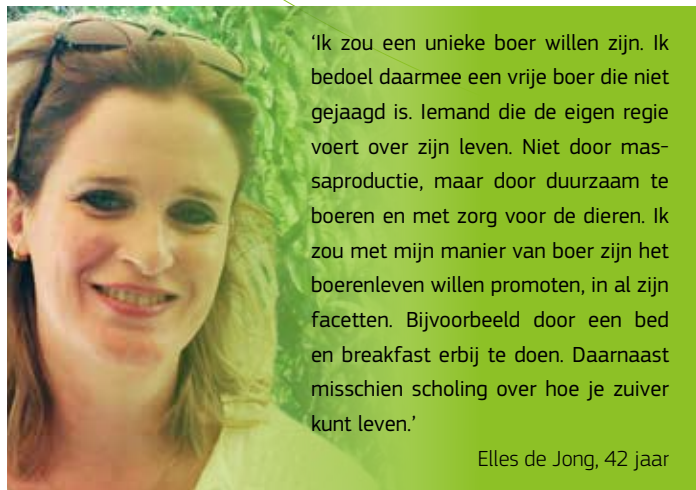 ‘Ik zou een unieke boer willen zijn. Ik
bedoel daarmee een vrije boer die niet
gejaagd is. Iemand die de eigen regie
voert over zijn leven. Niet door mas-
saproductie, maar door duurzaam te
boeren en met zorg voor de dieren. Ik
zou met mijn manier van boer zijn het
boerenleven willen promoten, in al zijn
facetten. Bijvoorbeeld door een bed
en breakfast erbij te doen. Daarnaast
misschien scholing over hoe je zuiver
kunt leven.’
Elles de Jong, 42 jaar